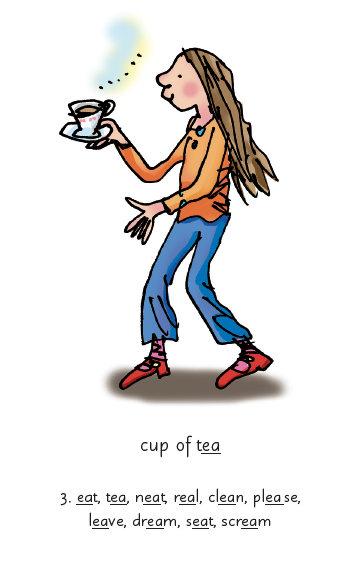 cup of tea
3. eat, tea, neat, real, clean, please,
leave, dream, seat, scream